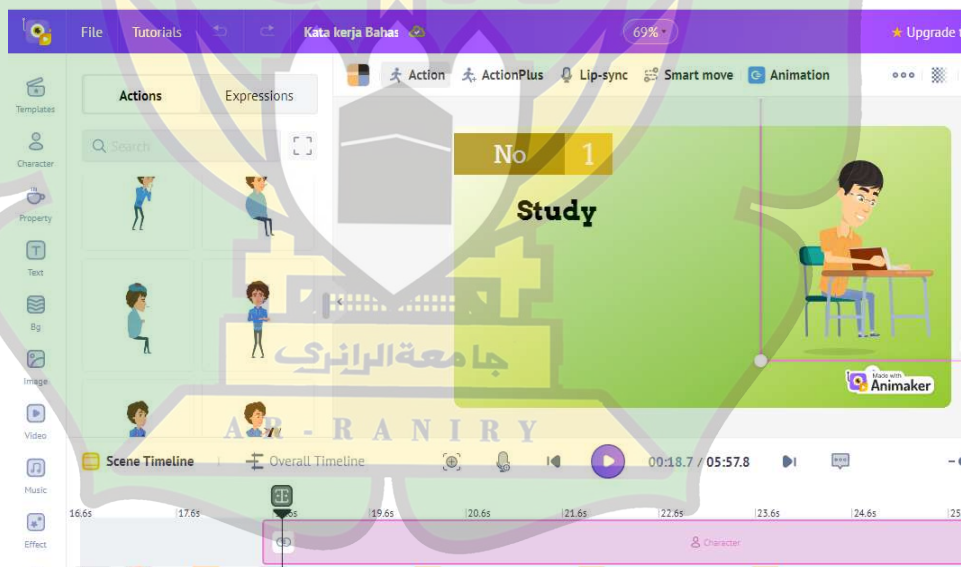 File Tutorials Kata kerja Bahas 69% Upgrade
Action ActionPlus Lip-sync Smart move Animation
Templates
Actions Expressions
Search
Character
No 1
Property
Study
Text
Bg
جامعة الرانري
Image
Made with
Animaker
Video
AR-RANIRY
Scene Timeline Overall Timeline 00:18.7 / 05:57.8
Music
16.6s 17.6s 19.6s 20.6s 21.6s 22.6s 23.6s 24.6s 25
Effect Character